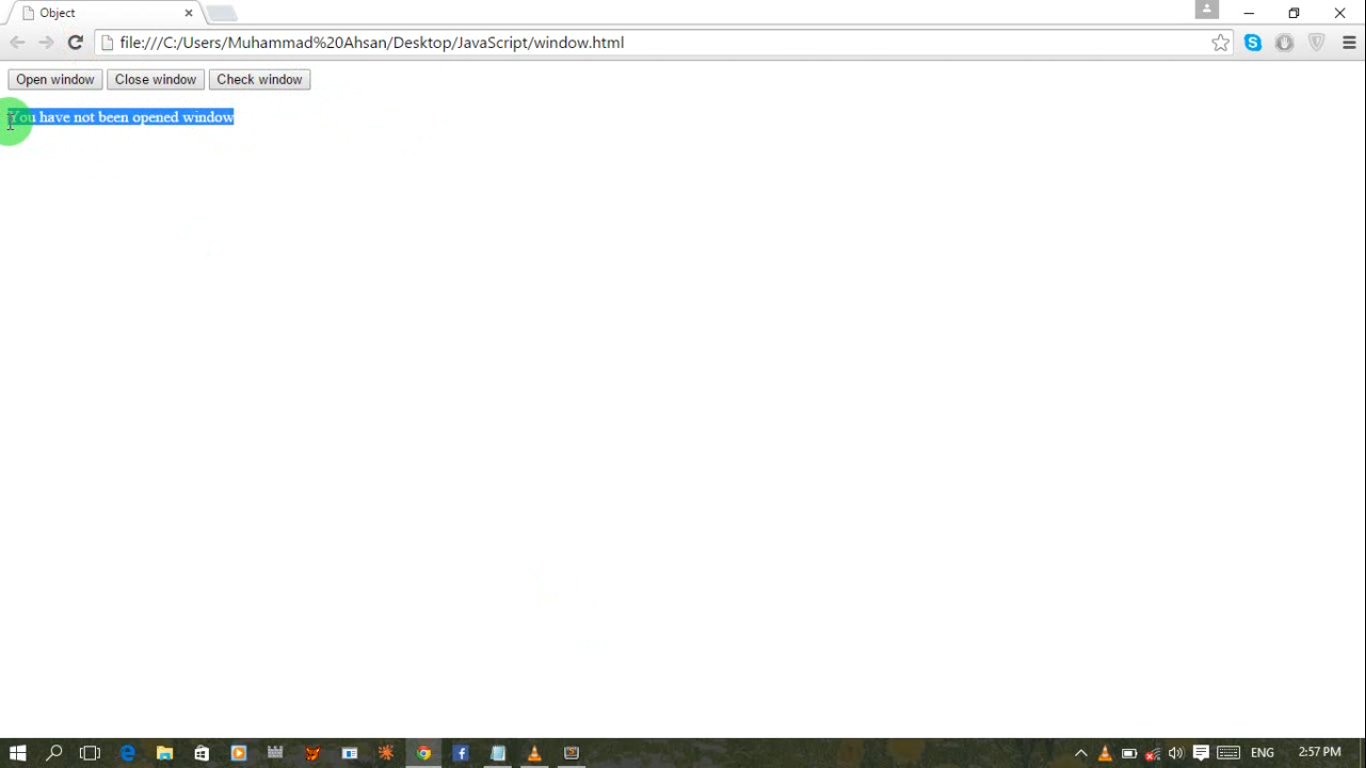 Object
file:///C:/Users/Muhammad%20Ahsan/Desktop/JavaScript/window.html
Open window Close window Check window
You have not been opened window
ENG 2:57 PM